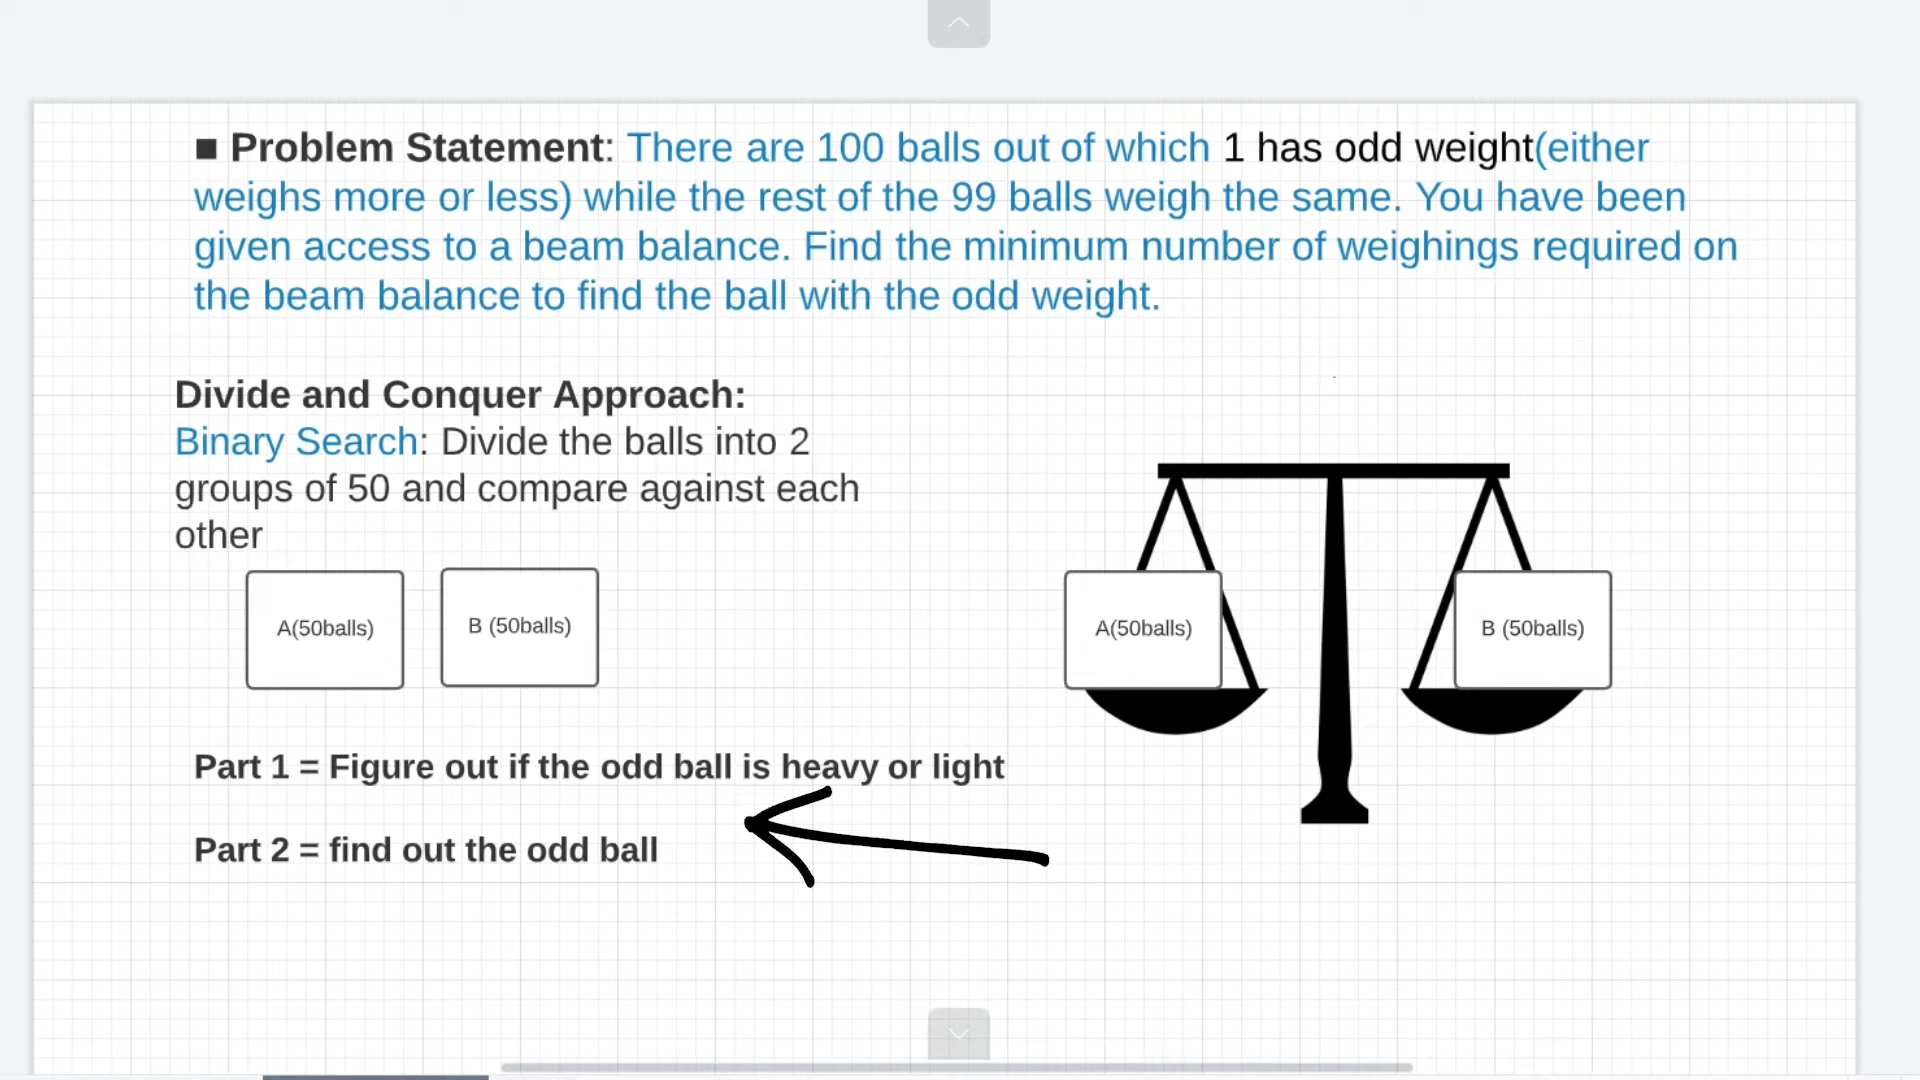 ■ Problem Statement: There are 100 balls out of which 1 has odd weight(either
weighs more or less) while the rest of the 99 balls weigh the same. You have been
given access to a beam balance. Find the minimum number of weighings required on
the beam balance to find the ball with the odd weight.
Divide and Conquer Approach:
Binary Search: Divide the balls into 2
groups of 50 and compare against each
other
A(50balls)
B (50balls)
A(50balls)
B (50balls)
Part 1 = Figure out if the odd ball is heavy or light
Part 2 = find out the odd ball